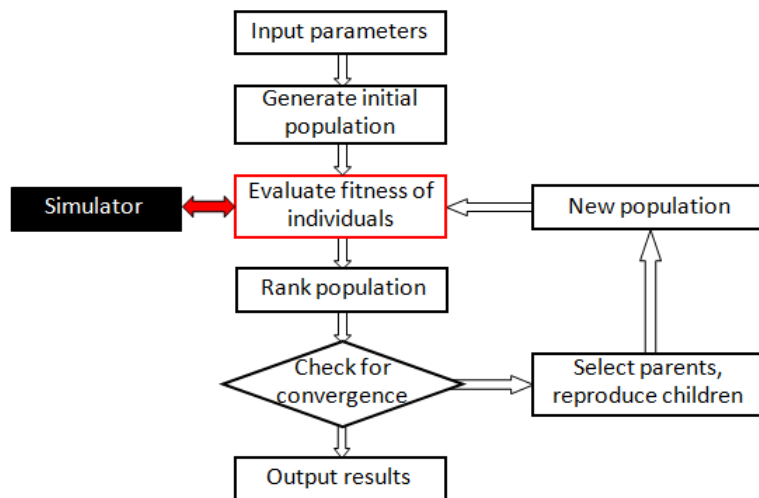 Input parameters
Generate initial
population
Simulator
Evaluate fitness of
individuals
New population
Rank population
Check for
convergence
Select parents,
reproduce children
Output results